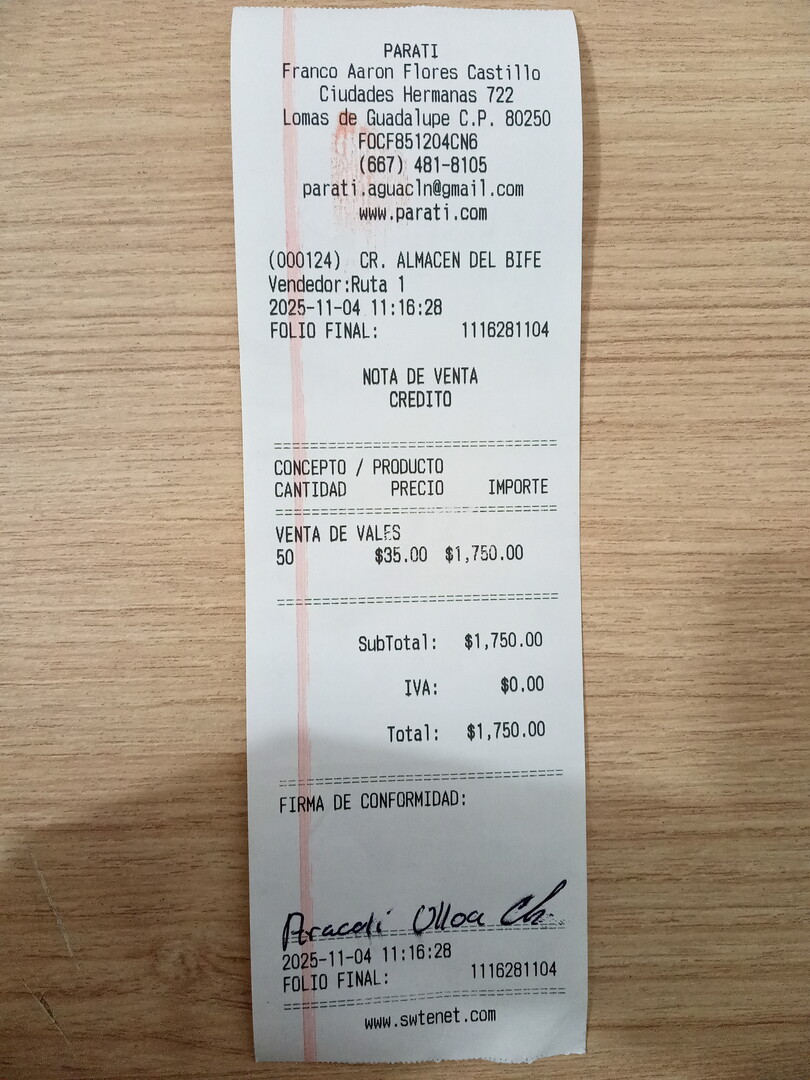 PARATI
Franco Aaron Flores Castillo
Ciudades Hermanas 722
Lomas de Guadalupe C.P. 80250
FOCF851204CN6
(667) 481-8105
parati.aguacln@gmail.com
www.parati.com
(000124) CR. ALMACEN DEL BIFE
Vendedor:Ruta 1
2025-11-04 11:16:28
FOLIO FINAL: 1116281104
NOTA DE VENTA
CREDITO
CONCEPTO / PRODUCTO
CANTIDAD PRECIO IMPORTE
VENTA DE VALES
50 $35.00 $1,750.00
SubTotal: $1,750.00
IVA: $0.00
Total: $1,750.00
FIRMA DE CONFORMIDAD:
Aracali Ulloa Ch.
2025-11-04 11:16:28
FOLIO FINAL: 1116281104
www.swtenet.com